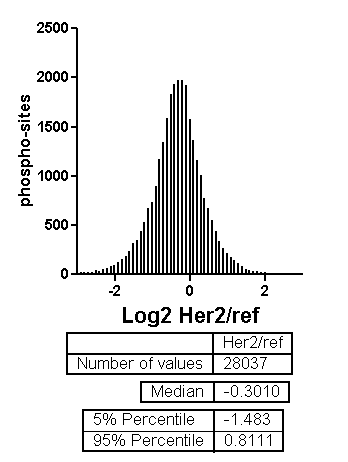 2500
2000
1500
1000
500
0
phospho-sites
-2 0 2
Log2 Her2/ref
Her2/ref
Number of values 28037
Median -0.3010
5% Percentile -1.483
95% Percentile 0.8111